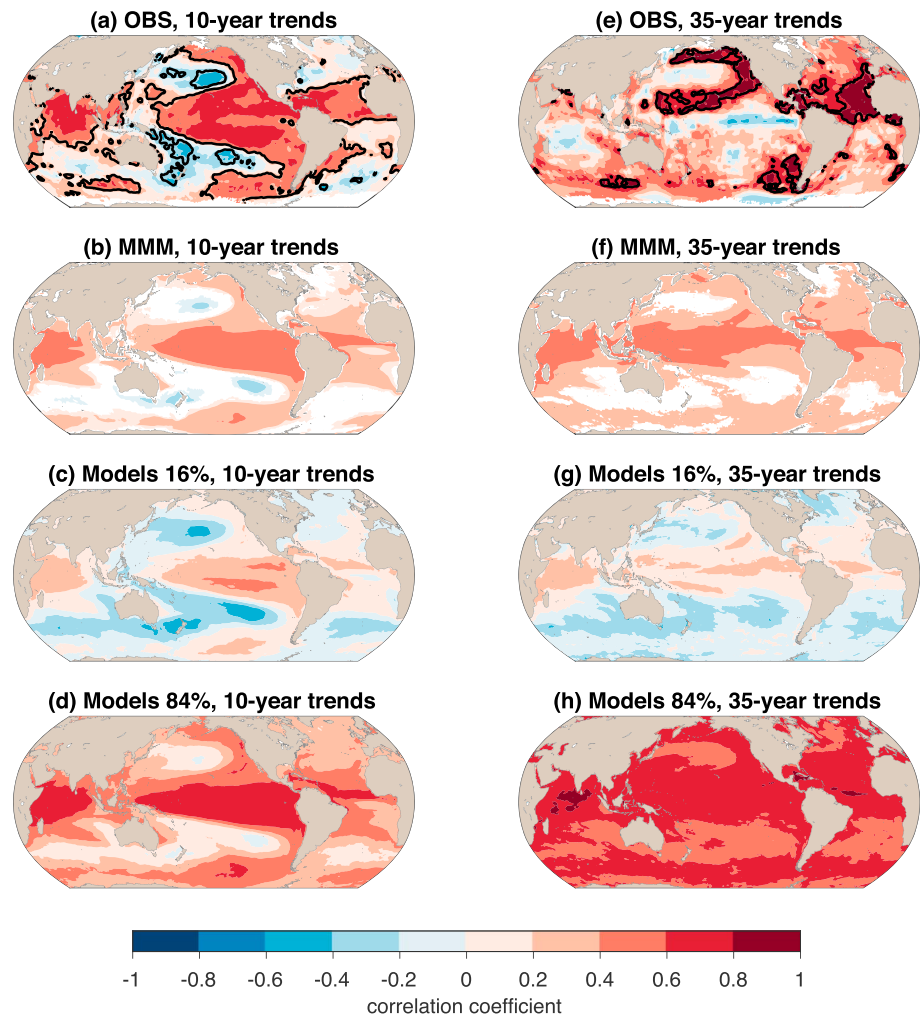 (a) OBS, 10-year trends
(e) OBS, 35-year trends
(b) MMM, 10-year trends
(f) MMM, 35-year trends
(c) Models 16%, 10-year trends
(g) Models 16%, 35-year trends
(d) Models 84%, 10-year trends
(h) Models 84%, 35-year trends
-1 -0.8 -0.6 -0.4 -0.2 0 0.2 0.4 0.6 0.8 1
correlation coefficient